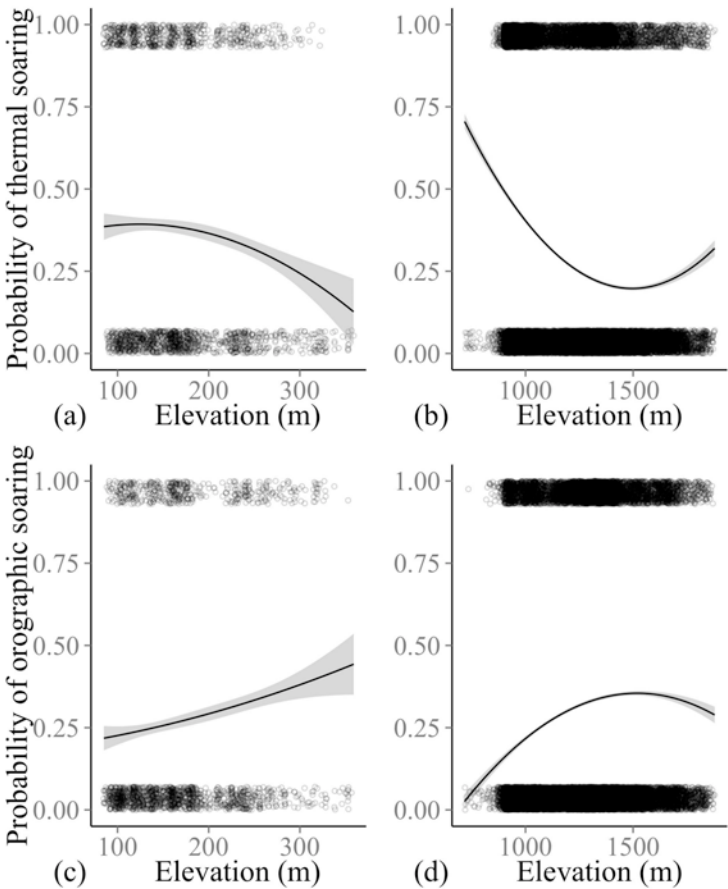 Probability of thermal soaring
1.00
0.75
0.50
0.25
0.00
100 200 300
(a) Elevation (m)
1.00
0.75
0.50
0.25
0.00
1000 1500
(b) Elevation (m)
Probability of orographic soaring
1.00
0.75
0.50
0.25
0.00
100 200 300
(c) Elevation (m)
1.00
0.75
0.50
0.25
0.00
1000 1500
(d) Elevation (m)